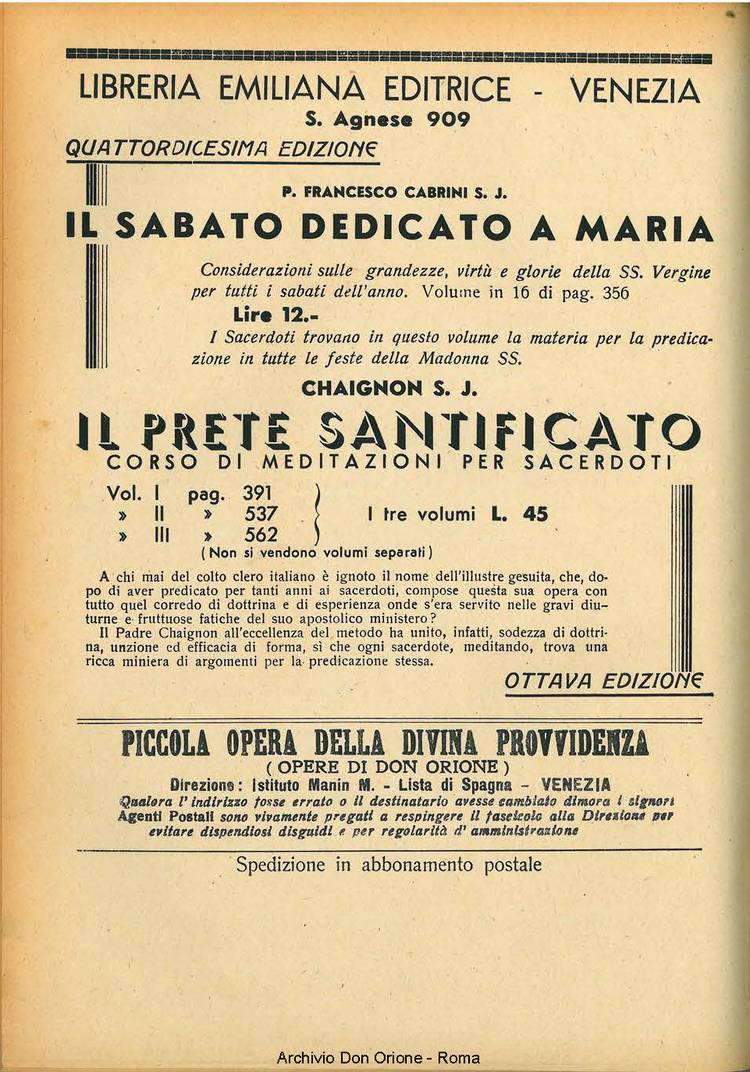 LIBRERIA EMILIANA EDITRICE - VENEZIA
S. Agnese 909
QUATTORDICESIMA EDIZIONE
P. FRANCESCO CABRINI S. J.
IL SABATO DEDICATO A MARIA
Considerazioni sulle grandezze, virtù e glorie della SS. Vergine
per tutti i sabati dell'anno. Volume in 16 di pag. 356
Lire 12.-
I Sacerdoti trovano in questo volume la materia per la predica-
zione in tutte le feste della Madonna SS.
CHAIGNON S. J.
IL PRETE SANTIFICATO
CORSO DI MEDITAZIONI PER SACERDOTI
Vol. I pag. 391
» II » 537 I tre volumi L. 45
» III » 562
(Non si vendono volumi separati)
A chi mai del colto clero italiano è ignoto il nome dell'illustre gesuita, che, do-
po di aver predicato per tanti anni ai sacerdoti, compose questa sua opera con
tutto quel corredo di dottrina e di esperienza onde s'era servito nelle gravi diu-
turne e fruttuose fatiche del suo apostolico ministero?
Il Padre Chaignon all'eccellenza del metodo ha unito, infatti, sodezza di dottri-
na, unzione ed efficacia di forma, sì che ogni sacerdote, meditando, trova una
ricca miniera di argomenti per la predicazione stessa.
OTTAVA EDIZIONE
PICCOLA OPERA DELLA DIVINA PROVVIDENZA
(OPERE DI DON ORIONE)
Direzione: Istituto Manin M. - Lista di Spagna - VENEZIA
Qualora l'indirizzo fosse errato o il destinatario avesse cambiato dimora i signori
Agenti Postali sono vivamente pregati a respingere il fascicolo alla Direzione per
evitare dispendiosi disguidi e per regolarità d'amministrazione
Spedizione in abbonamento postale
Archivio Don Orione - Roma